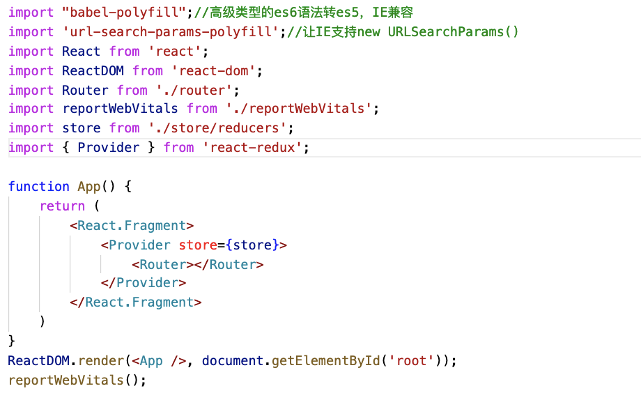 import "babel-polyfill";//高级类型的es6语法转es5，IE兼容
import 'url-search-params-polyfill';//让IE支持new URLSearchParams()
import React from 'react';
import ReactDOM from 'react-dom';
import Router from './router';
import reportWebVitals from './reportWebVitals';
import store from './store/reducers';
import { Provider } from 'react-redux';
function App() {
return (
<React.Fragment>
<Provider store={store}>
<Router></Router>
</Provider>
</React.Fragment>
)
}
ReactDOM.render(<App />, document.getElementById('root'));
reportWebVitals();